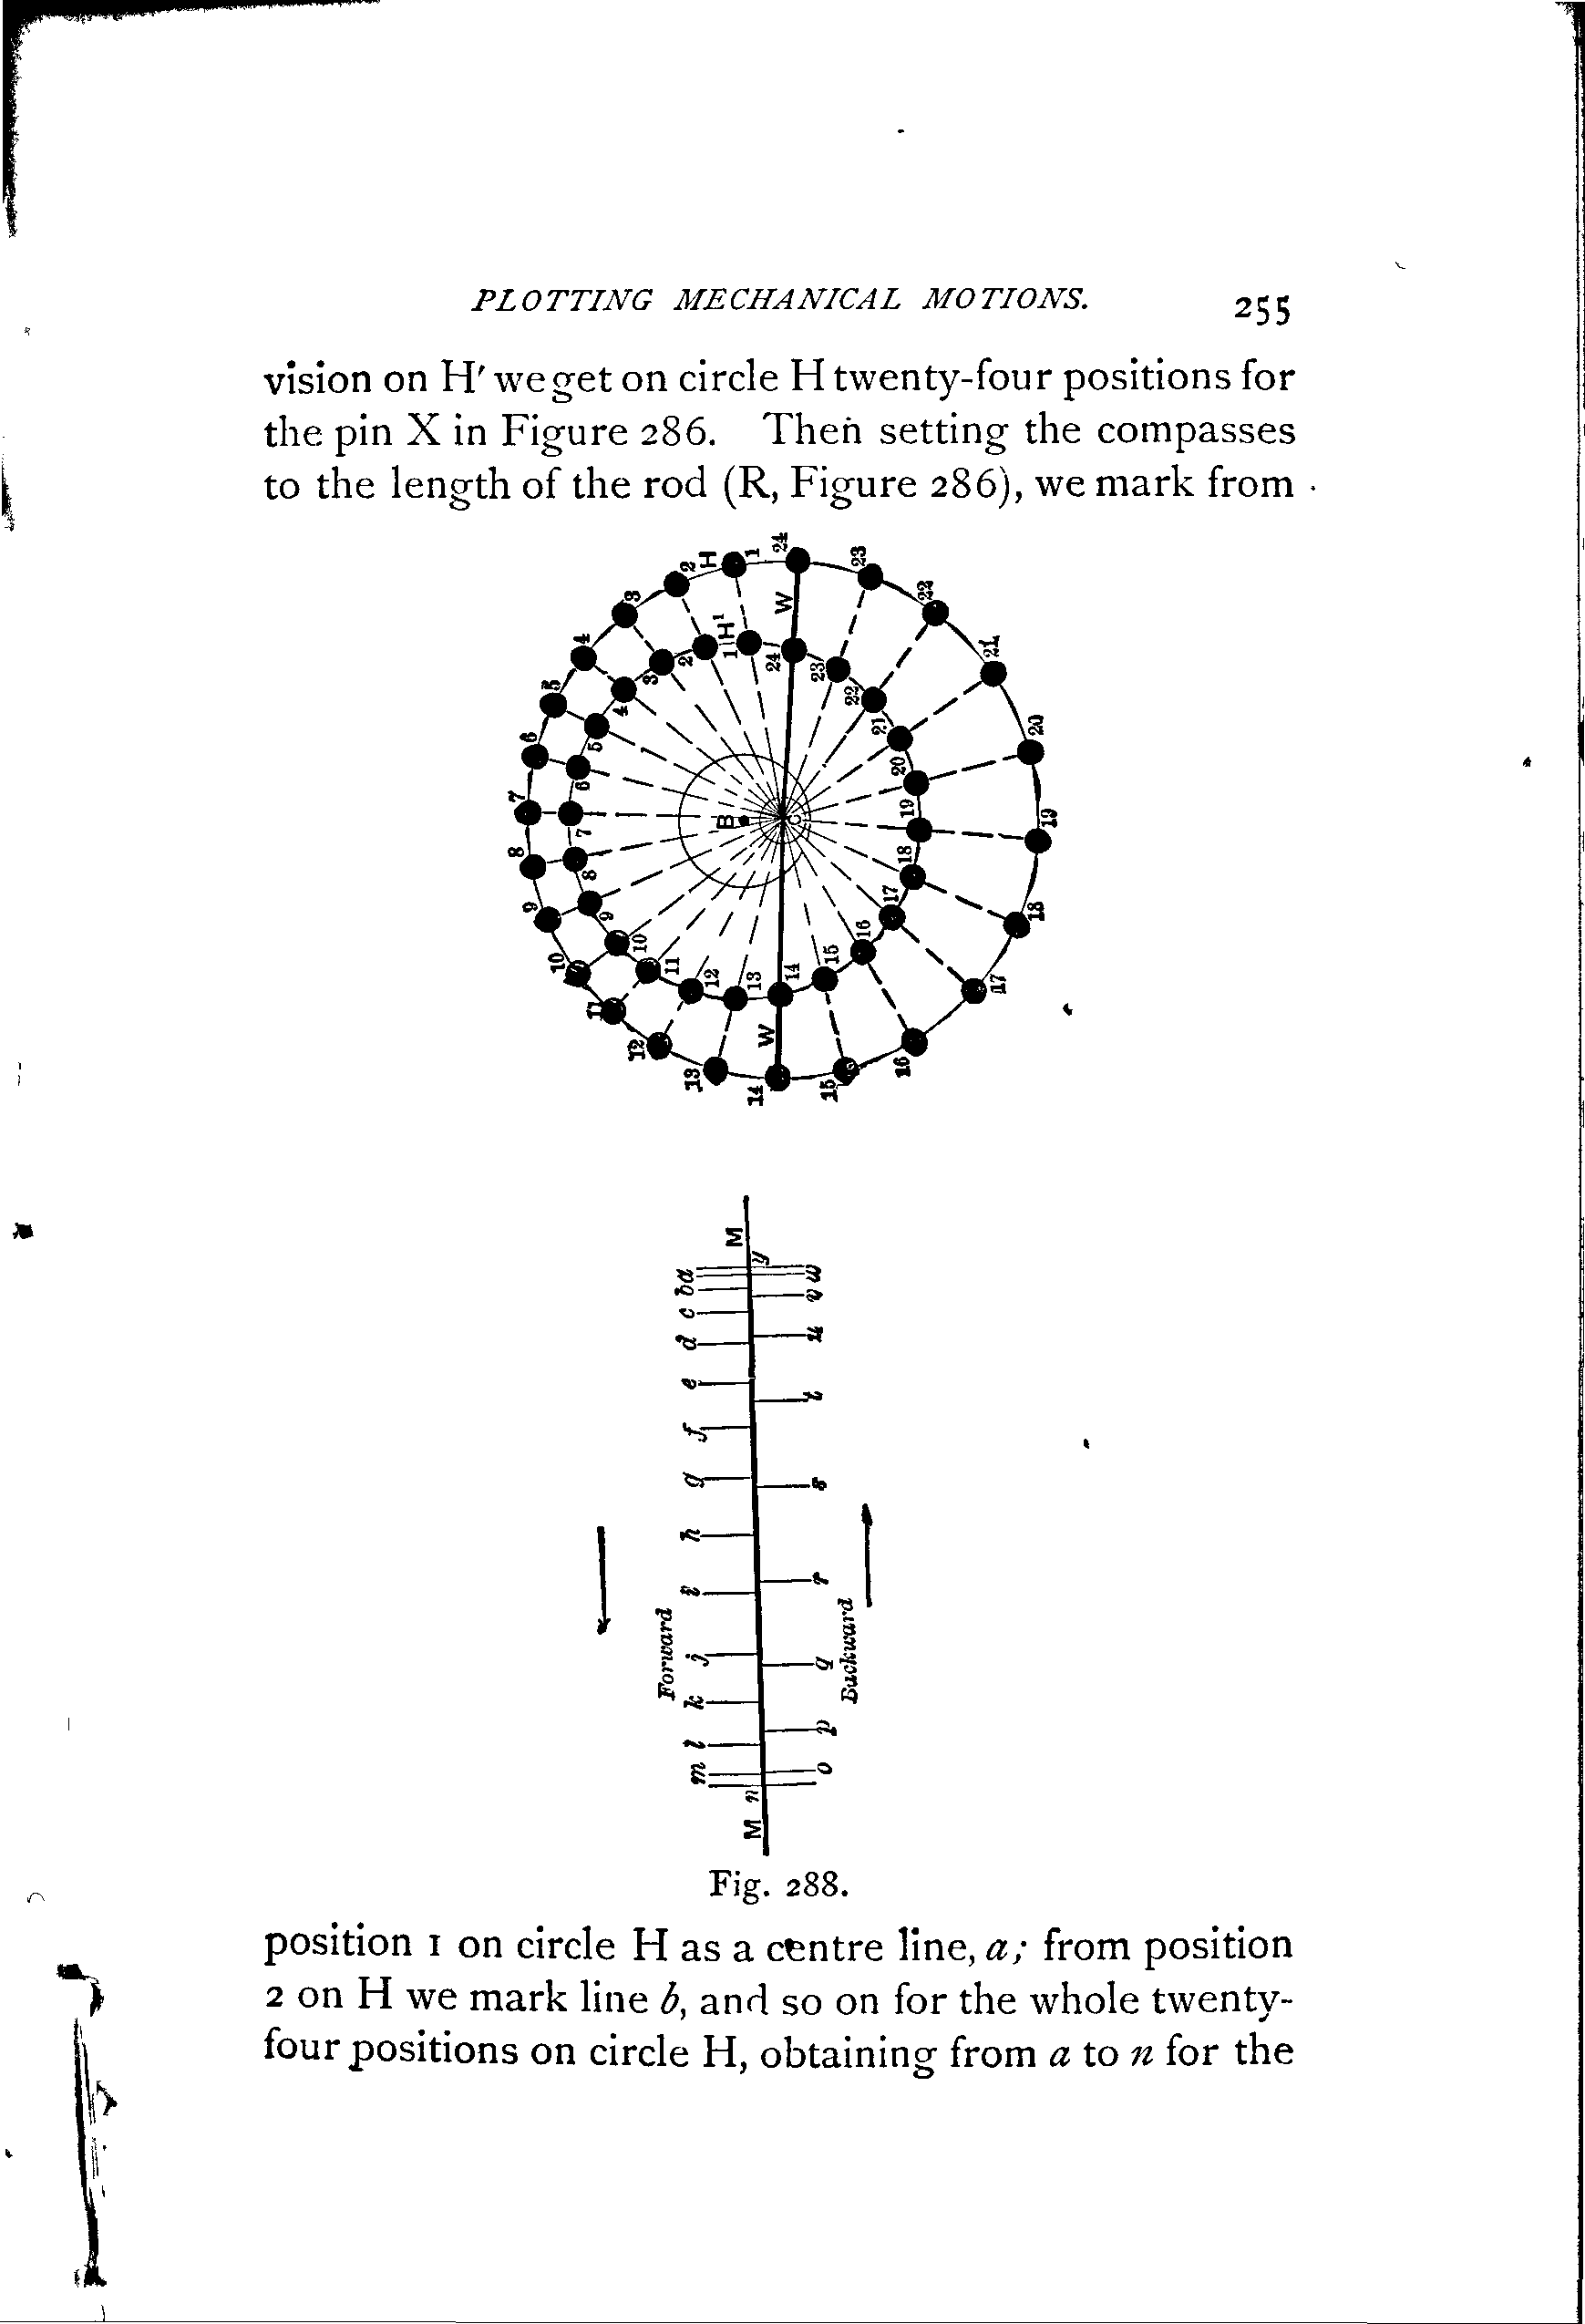 PLOTTING MECHANICAL MOTIONS. 255
vision on H' we get on circle H twenty-four positions for
the pin X in Figure 286. Then setting the compasses
to the length of the rod (R, Figure 286), we mark from
H 1 2 3 4 5 6 7 8 9 10 11 12 13 14 15 16 17 18 19 20 21 22 23 24
H¹ 1 2 3 4 5 6 7 8 9 10 11 12 13 14 15 16 17 18 19 20 21 22 23 24
W
B C
W
M
y
a b c d e f g h i j k l m
w v u t s r q p o
Forward
Backward
n
M
Fig. 288.
position 1 on circle H as a centre line, a; from position
2 on H we mark line b, and so on for the whole twenty-
four positions on circle H, obtaining from a to n for the